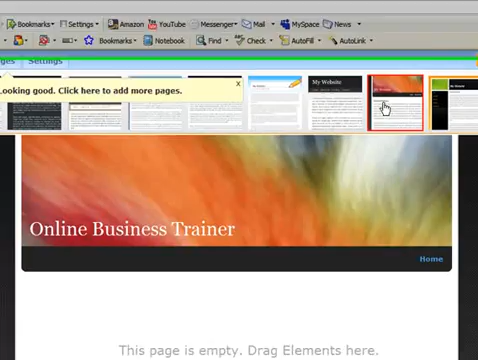 Bookmarks Settings Amazon YouTube Messenger Mail MySpace News
Bookmarks Notebook Find Check AutoFill AutoLink
ges Settings
Looking good. Click here to add more pages. x
My Website
Online Business Trainer
Home
This page is empty. Drag Elements here.